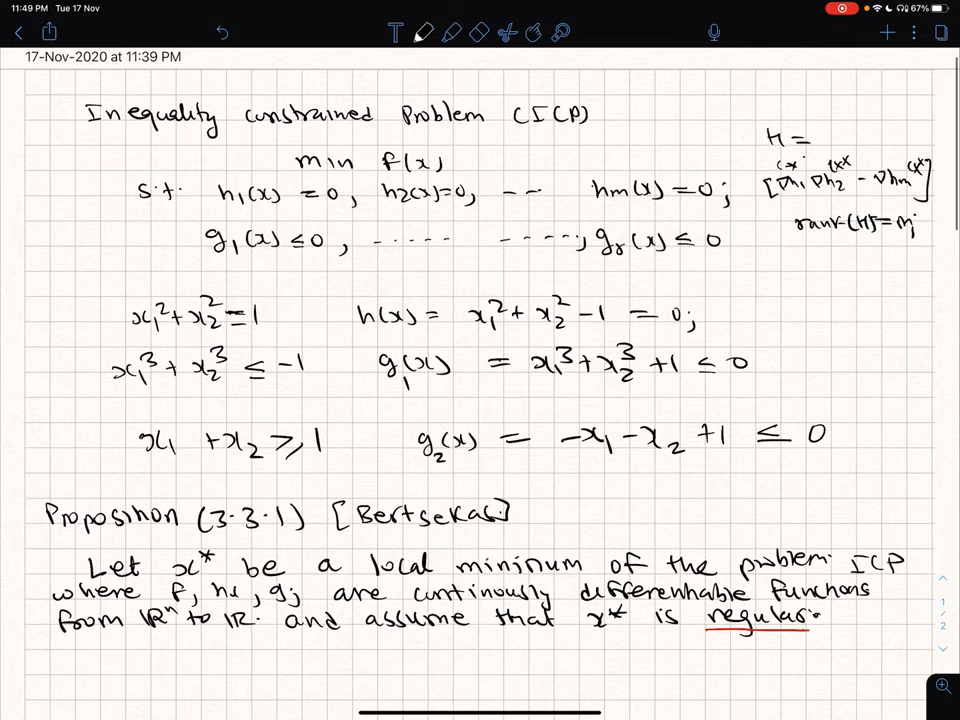 11:49 PM Tue 17 Nov 67%
17-Nov-2020 at 11:39 PM
Inequality constrained Problem (ICP)
min f(x)
s.t. h1(x) = 0, h2(x)=0, -- hm(x) = 0;
g1(x) ≤ 0, ..... ....., gr(x) ≤ 0
H =
[∇h1(x*) ∇h2(x*) - ∇hm(x*)]
rank(H) = m;
x1² + x2² = 1 h(x) = x1² + x2² - 1 = 0;
x1³ + x2³ ≤ -1 g1(x) = x1³ + x2³ + 1 ≤ 0
x1 + x2 ≥ 1 g2(x) = -x1 - x2 + 1 ≤ 0
Proposition (3.3.1) [Bertsekas]
Let x* be a local minimum of the problem ICP
where f, hi, gj are continously differenhable functions
from ℝⁿ to ℝ. and assume that x* is regular.
1
2